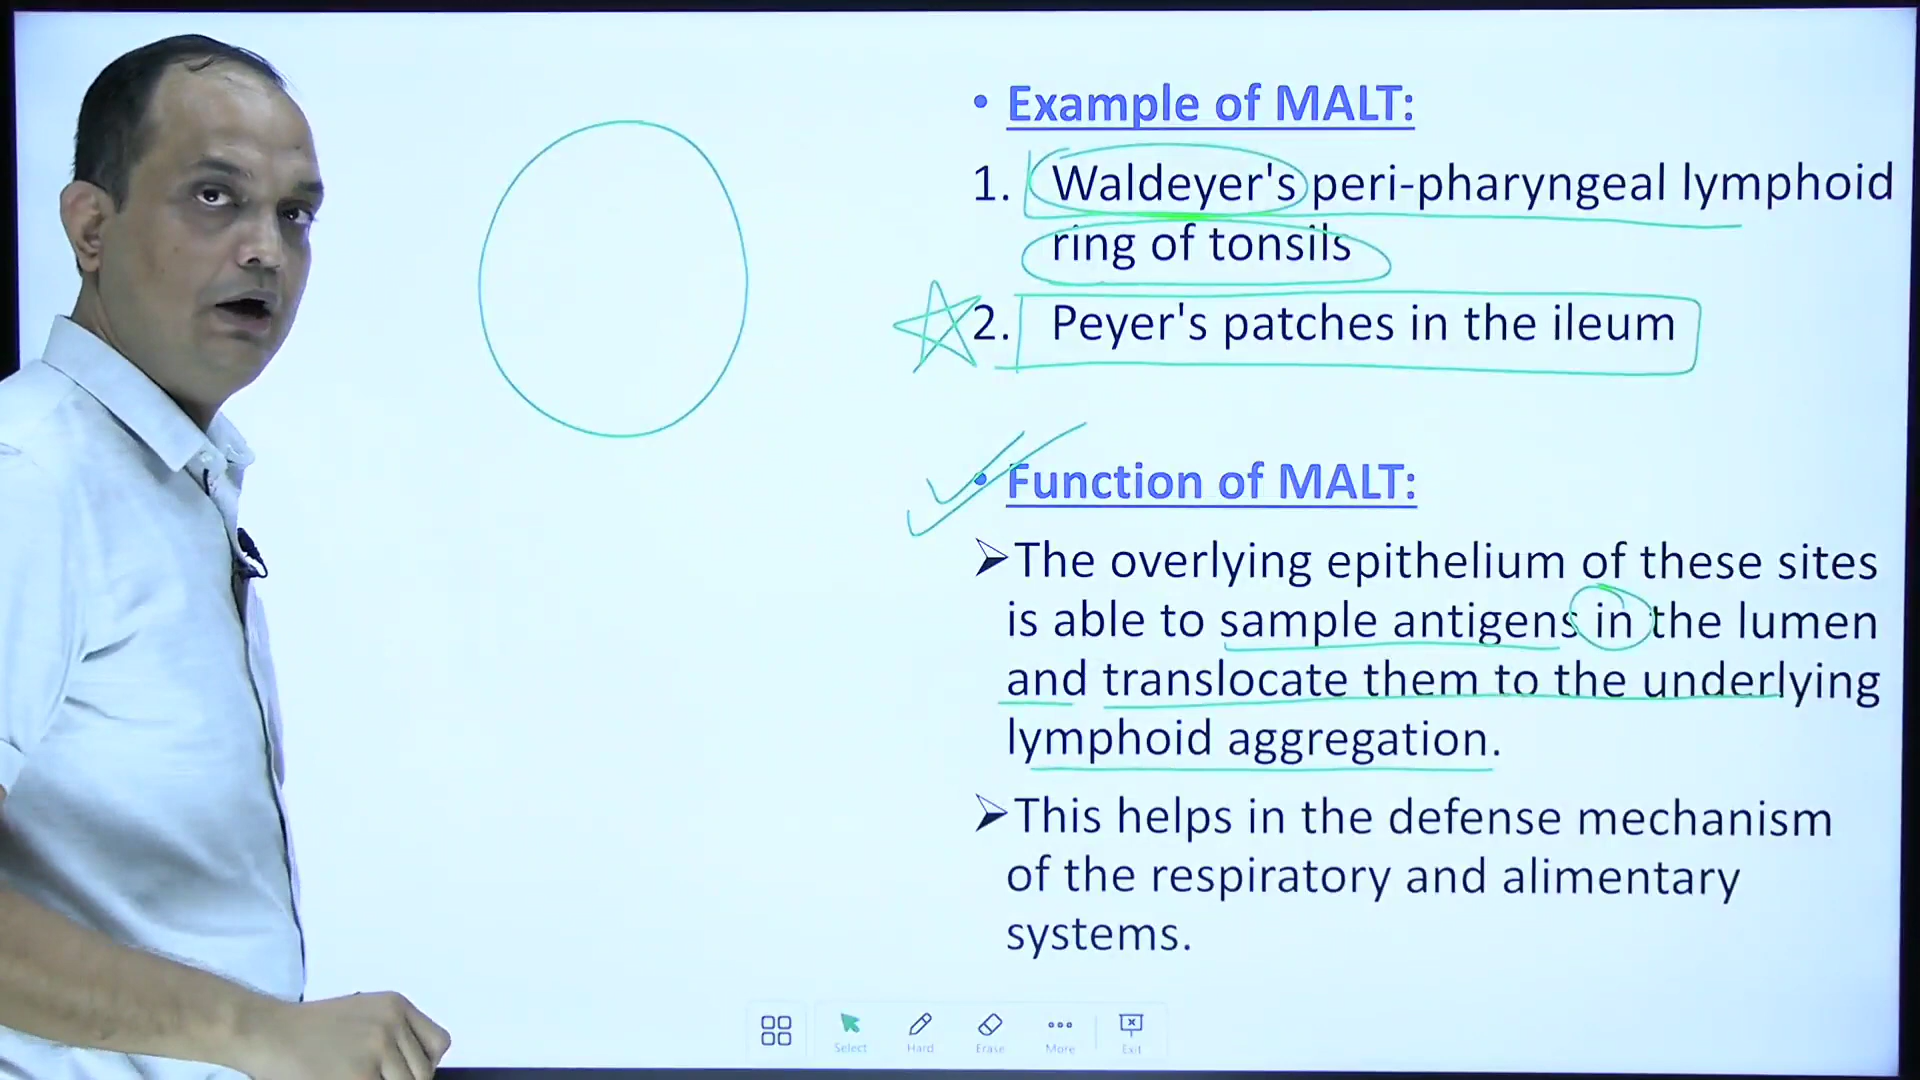 • Example of MALT:
1. Waldeyer's peri-pharyngeal lymphoid
ring of tonsils
2. Peyer's patches in the ileum
• Function of MALT:
➢The overlying epithelium of these sites
is able to sample antigens in the lumen
and translocate them to the underlying
lymphoid aggregation.
➢This helps in the defense mechanism
of the respiratory and alimentary
systems.
Select Hard Erase More Exit